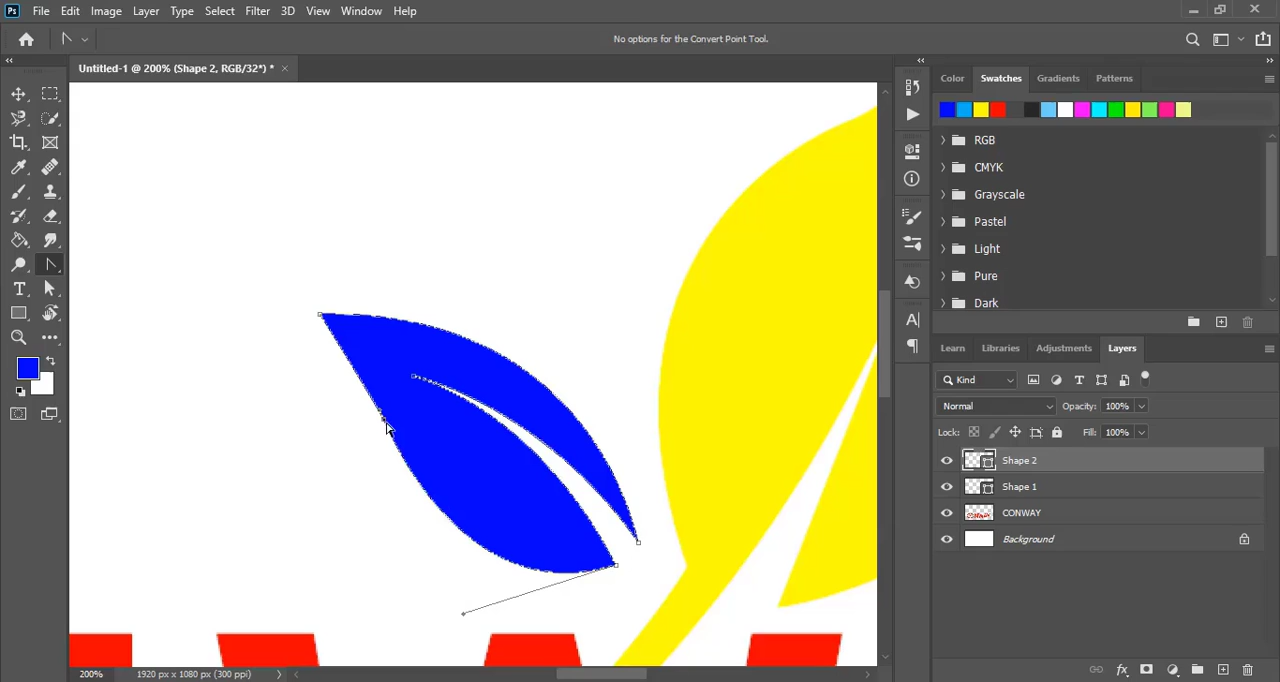 Ps File Edit Image Layer Type Select Filter 3D View Window Help
No options for the Convert Point Tool.
Untitled-1 @ 200% (Shape 2, RGB/32*) * ×
Color Swatches Gradients Patterns
RGB
CMYK
Grayscale
Pastel
Light
Pure
Dark
Learn Libraries Adjustments Layers
Kind
Normal Opacity: 100%
Lock: Fill: 100%
Shape 2
Shape 1
CONWAY
Background
200% 1920 px x 1080 px (300 ppi)